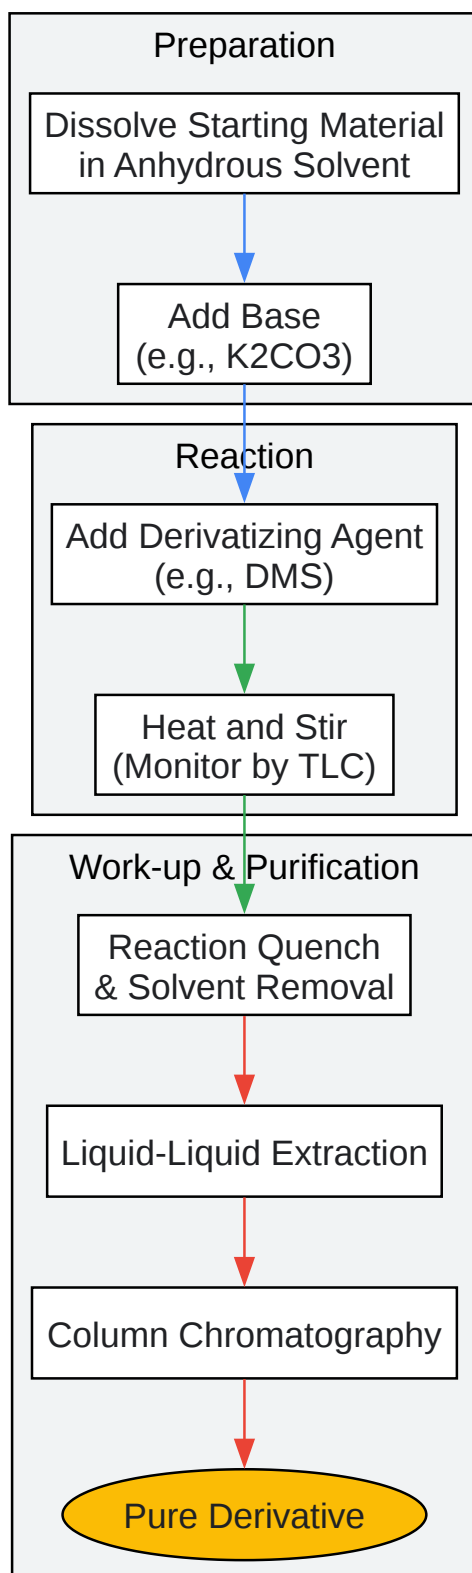 Preparation
Dissolve Starting Material
in Anhydrous Solvent
Add Base
(e.g., K2CO3)
Reaction
Add Derivatizing Agent
(e.g., DMS)
Heat and Stir
(Monitor by TLC)
Work-up & Purification
Reaction Quench
& Solvent Removal
Liquid-Liquid Extraction
Column Chromatography
Pure Derivative